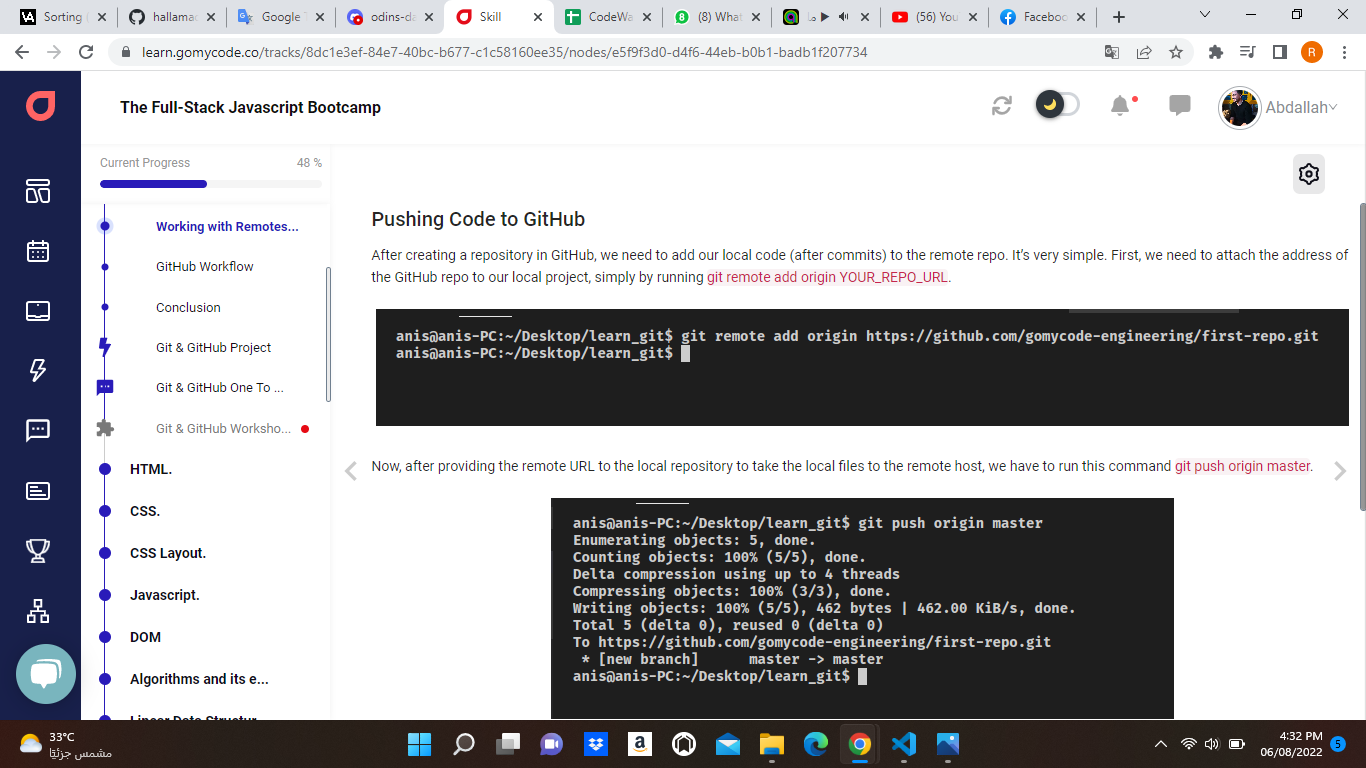 Sorting
hallamac
Google T
odins-da
Skill
CodeWa
(8) What
(56) You
Faceboo
learn.gomycode.co/tracks/8dc1e3ef-84e7-40bc-b677-c1c58160ee35/nodes/e5f9f3d0-d4f6-44eb-b0b1-badb1f207734
R
The Full-Stack Javascript Bootcamp
Abdallah
Current Progress 48 %
Working with Remotes...
GitHub Workflow
Conclusion
Git & GitHub Project
Git & GitHub One To ...
Git & GitHub Worksho...
HTML.
CSS.
CSS Layout.
Javascript.
DOM
Algorithms and its e...
Pushing Code to GitHub
After creating a repository in GitHub, we need to add our local code (after commits) to the remote repo. It's very simple. First, we need to attach the address of
the GitHub repo to our local project, simply by running git remote add origin YOUR_REPO_URL.
anis@anis-PC:~/Desktop/learn_git$ git remote add origin https://github.com/gomycode-engineering/first-repo.git
anis@anis-PC:~/Desktop/learn_git$
Now, after providing the remote URL to the local repository to take the local files to the remote host, we have to run this command git push origin master.
anis@anis-PC:~/Desktop/learn_git$ git push origin master
Enumerating objects: 5, done.
Counting objects: 100% (5/5), done.
Delta compression using up to 4 threads
Compressing objects: 100% (3/3), done.
Writing objects: 100% (5/5), 462 bytes | 462.00 KiB/s, done.
Total 5 (delta 0), reused 0 (delta 0)
To https://github.com/gomycode-engineering/first-repo.git
* [new branch] master -> master
anis@anis-PC:~/Desktop/learn_git$
33°C
مشمس جزئيًا
4:32 PM
06/08/2022
5